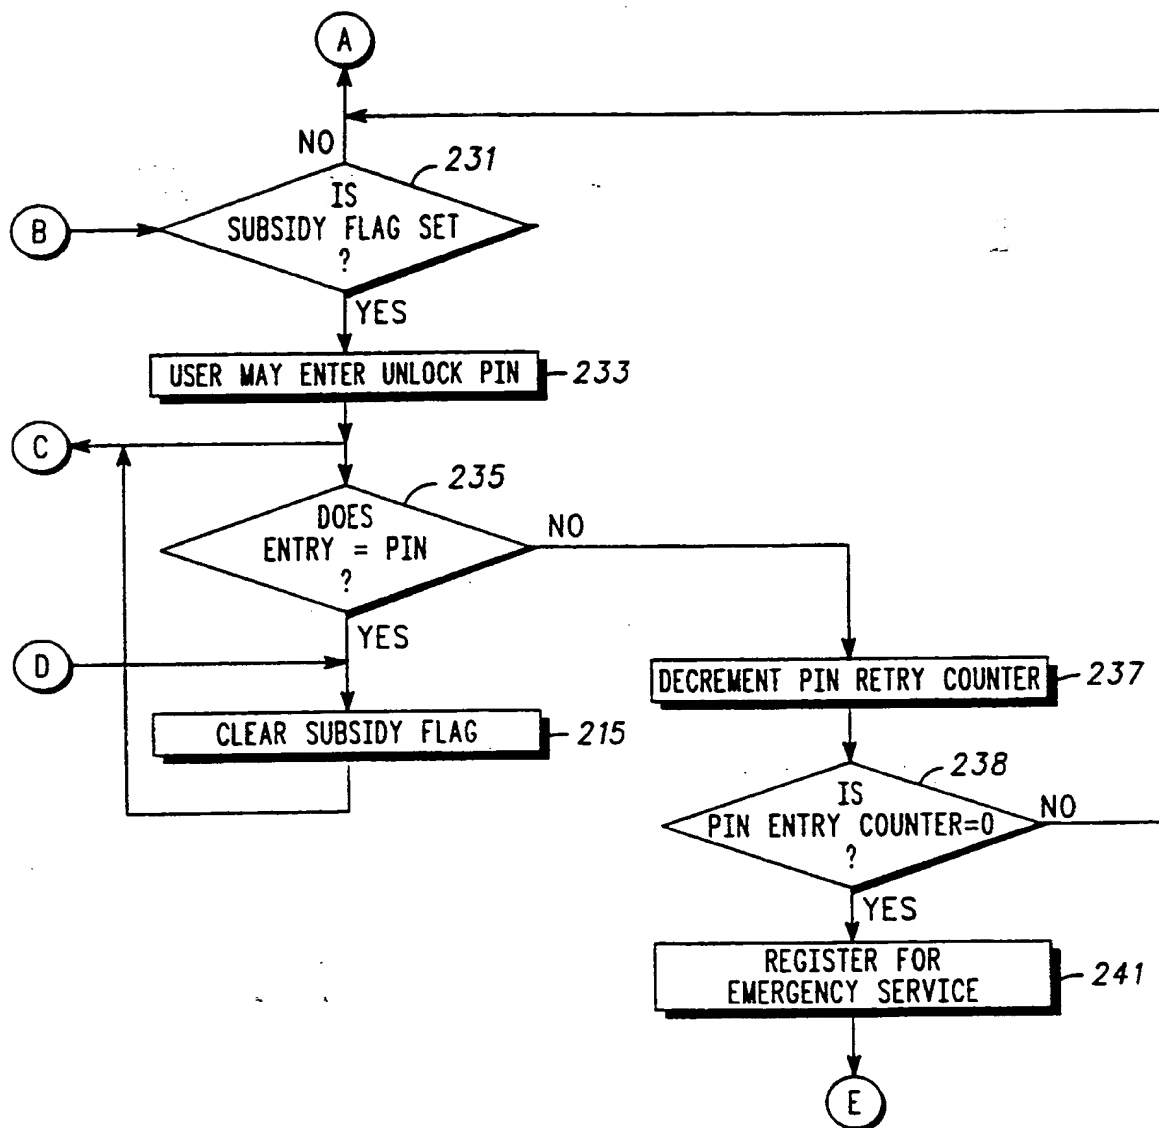 A
NO
231
IS
SUBSIDY FLAG SET
?
B
YES
USER MAY ENTER UNLOCK PIN
233
C
235
DOES
ENTRY = PIN
?
NO
YES
D
DECREMENT PIN RETRY COUNTER
237
CLEAR SUBSIDY FLAG
215
238
IS
PIN ENTRY COUNTER=0
?
NO
YES
REGISTER FOR
EMERGENCY SERVICE
241
E